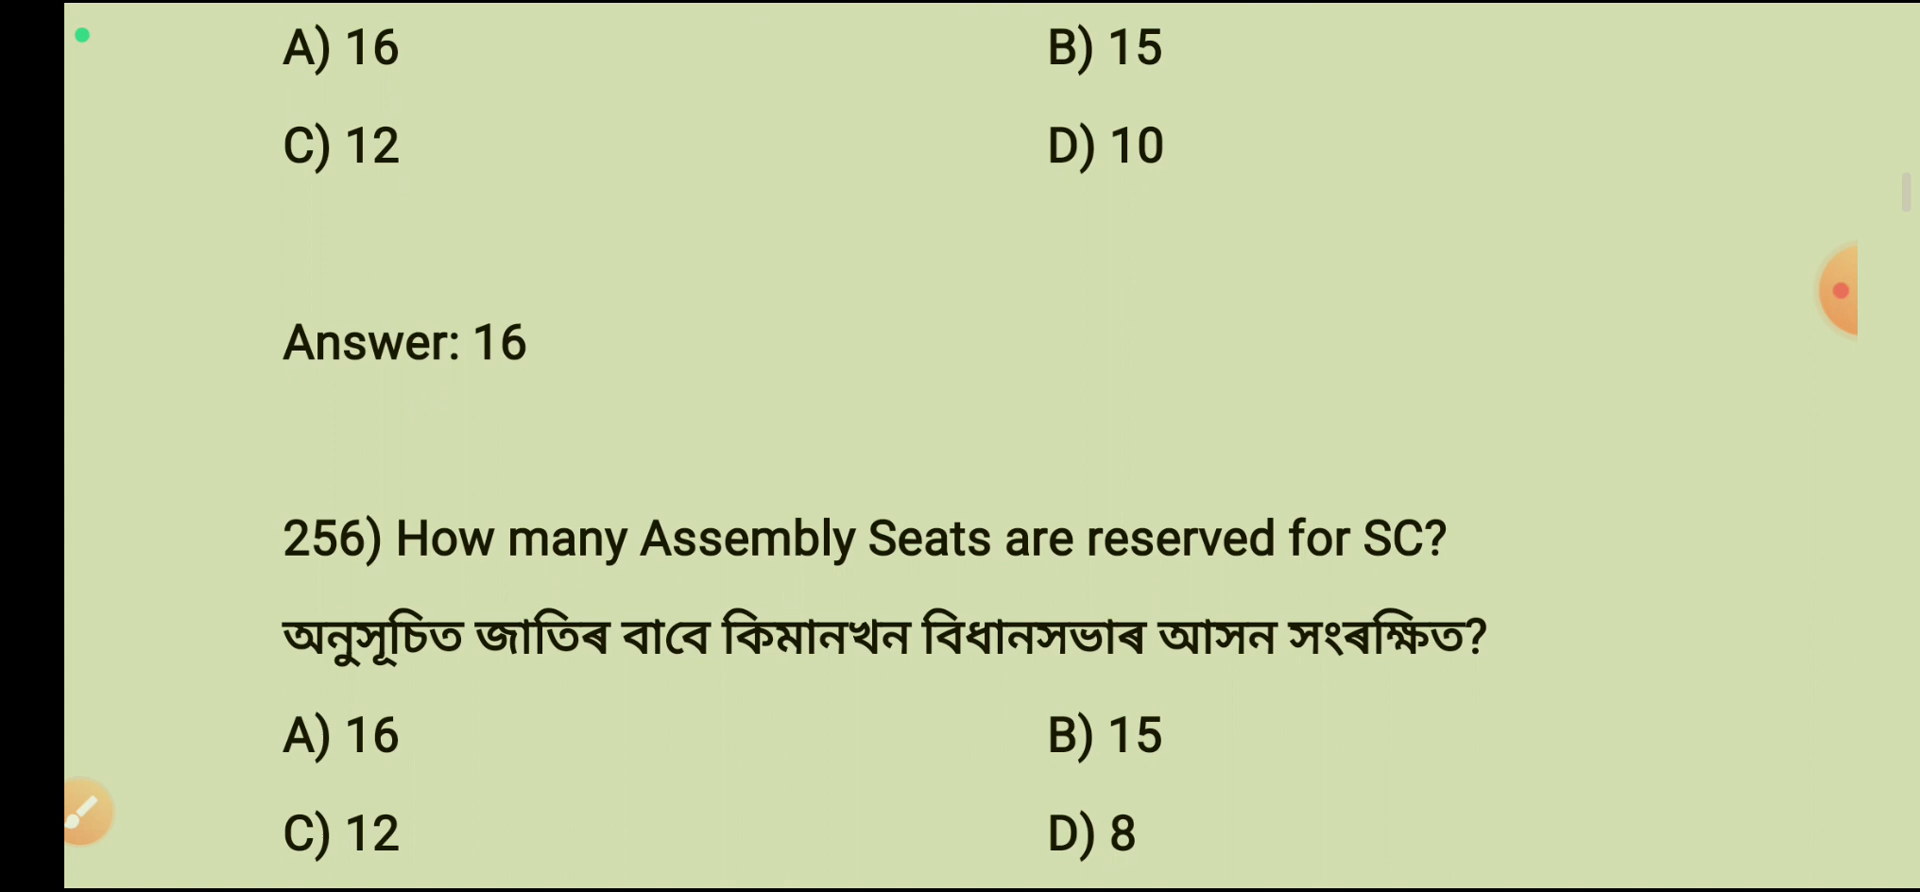 A) 16 B) 15
C) 12 D) 10
Answer: 16
256) How many Assembly Seats are reserved for SC?
অনুসূচিত জাতিৰ বাবে কিমানখন বিধানসভাৰ আসন সংৰক্ষিত?
A) 16 B) 15
C) 12 D) 8